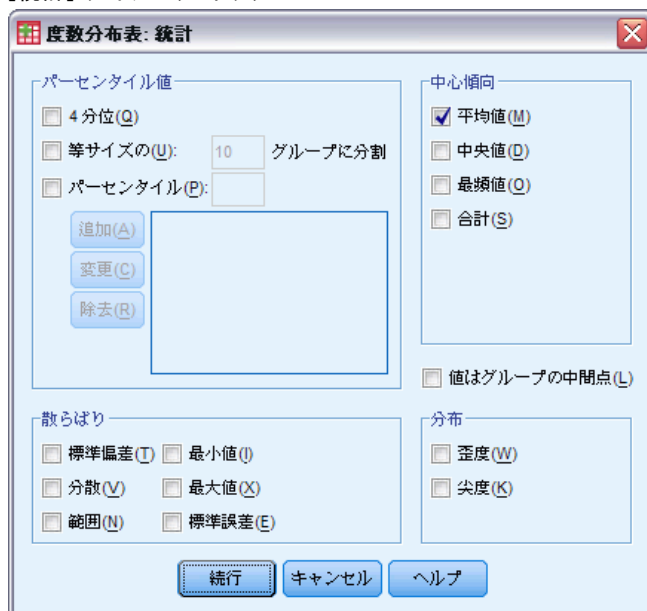 度数分布表: 統計
パーセンタイル値
4 分位(Q)
等サイズの(U): 10 グループに分割
パーセンタイル(P):
追加(A)
変更(C)
除去(R)
中心傾向
平均値(M)
中央値(D)
最頻値(O)
合計(S)
値はグループの中間点(L)
散らばり
標準偏差(T) 最小値(I)
分散(V) 最大値(X)
範囲(N) 標準誤差(E)
分布
歪度(W)
尖度(K)
続行 キャンセル ヘルプ